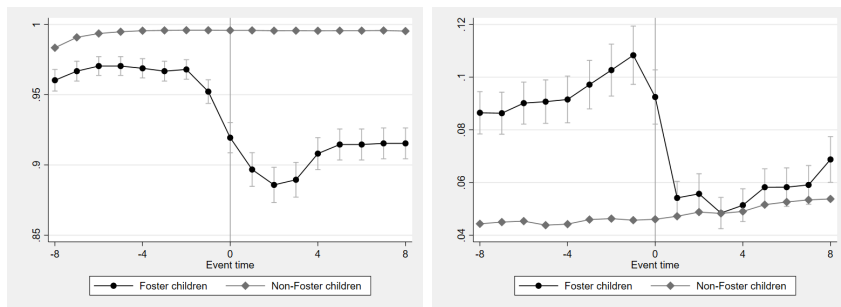 1
.95
.9
.85
-8 -4 0 4 8
Event time
Foster children Non-Foster children
.12
.1
.08
.06
.04
-8 -4 0 4 8
Event time
Foster children Non-Foster children